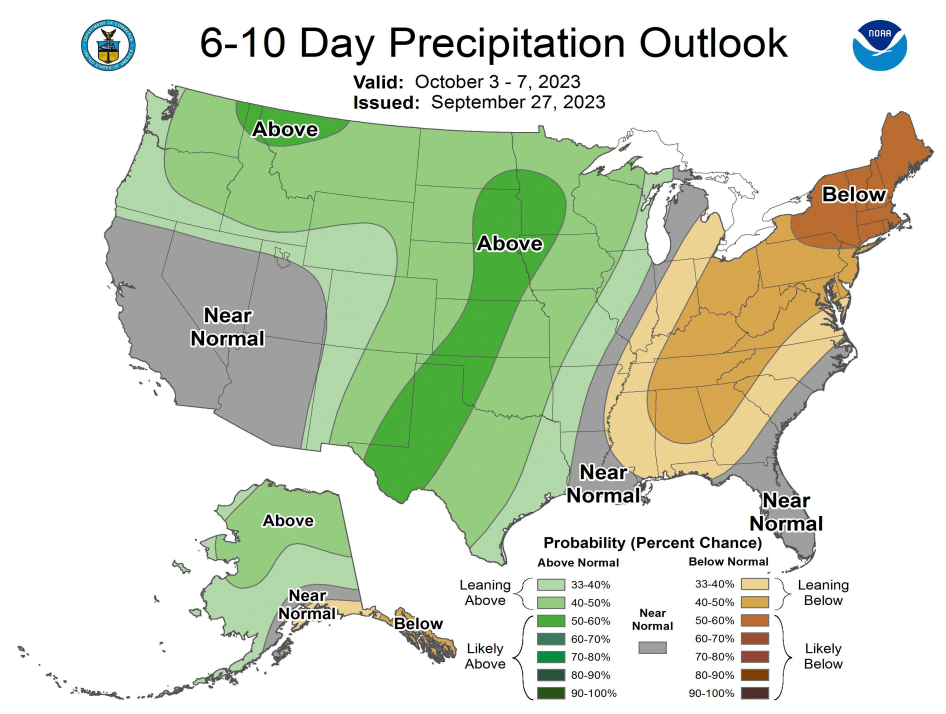 6-10 Day Precipitation Outlook
NOAA
Valid: October 3 - 7, 2023
Issued: September 27, 2023
Above
Below
Above
Near
Normal
Near
Normal
Near
Normal
Above
Near
Normal
Below
Probability (Percent Chance)
Above Normal
Below Normal
Leaning
Above
33-40%
40-50%
Likely
Above
50-60%
60-70%
70-80%
80-90%
90-100%
Near
Normal
33-40%
40-50%
Leaning
Below
50-60%
60-70%
70-80%
80-90%
90-100%
Likely
Below